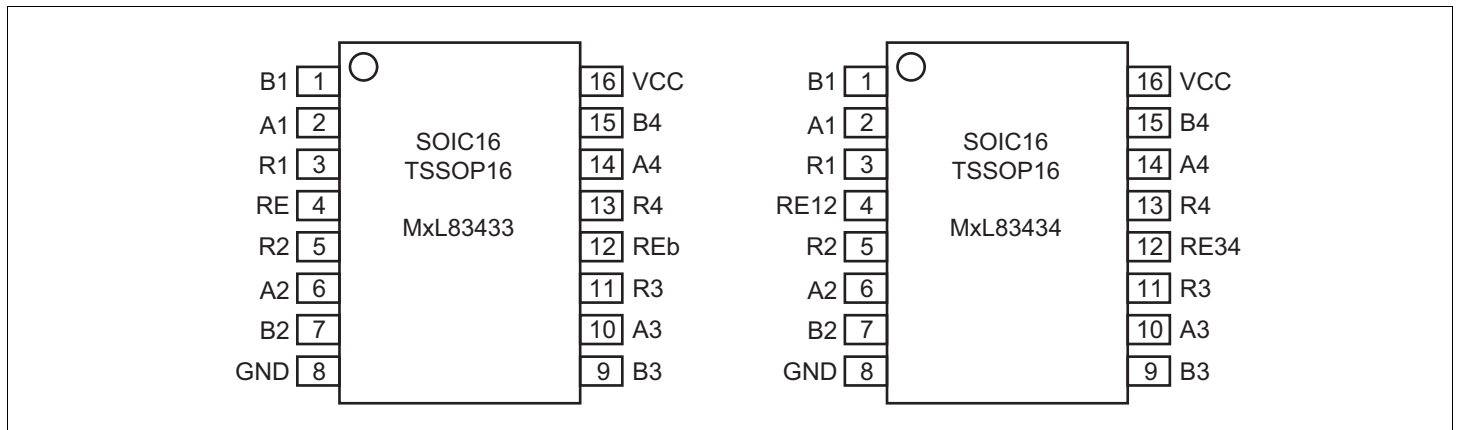 B1 1 16 VCC
A1 2 15 B4
R1 3 14 A4
RE 4 13 R4
R2 5 12 REb
A2 6 11 R3
B2 7 10 A3
GND 8 9 B3
SOIC16
TSSOP16
MxL83433
B1 1 16 VCC
A1 2 15 B4
R1 3 14 A4
RE12 4 13 R4
R2 5 12 RE34
A2 6 11 R3
B2 7 10 A3
GND 8 9 B3
SOIC16
TSSOP16
MxL83434